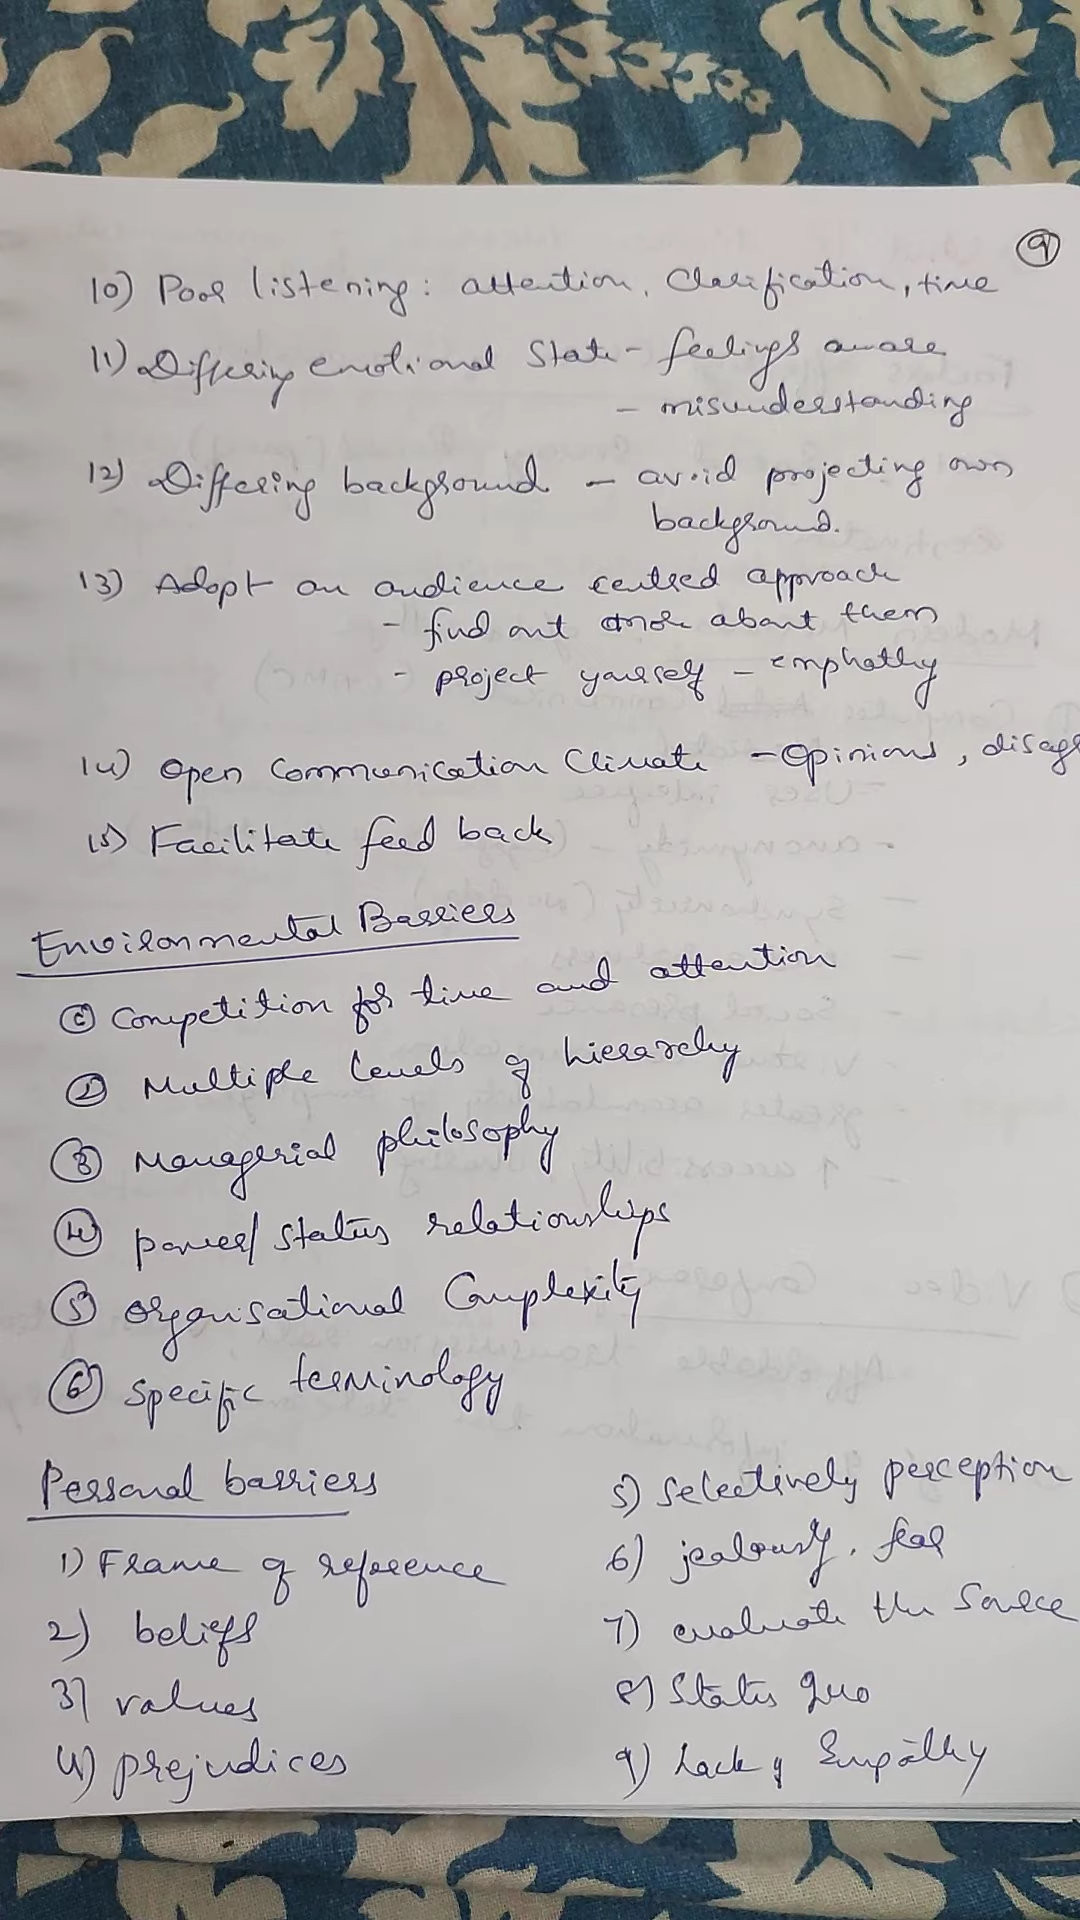 9
10) Poor listening: attention, Clarification, time
11) Differing emotional State - feelings aware
- misunderstanding
12) Differing background - avoid projecting own
background.
13) Adopt an audience centred approach
- find out more about them
- project yourself - emphathy
14) Open Communication Climate - Opinions, disag
15) Facilitate feed back
Environmental Barriers
① Competition for time and attention
② Multiple levels of hierarchy
③ Managerial philosophy
④ power/status relationships
⑤ Organisational Complexity
⑥ Specific terminology
Personal barriers
1) Frame of reference
2) beliefs
3) values
4) prejudices
5) Selectively perception
6) jealousy, fear
7) evaluate the Source
8) Status quo
9) Lack of Empathy